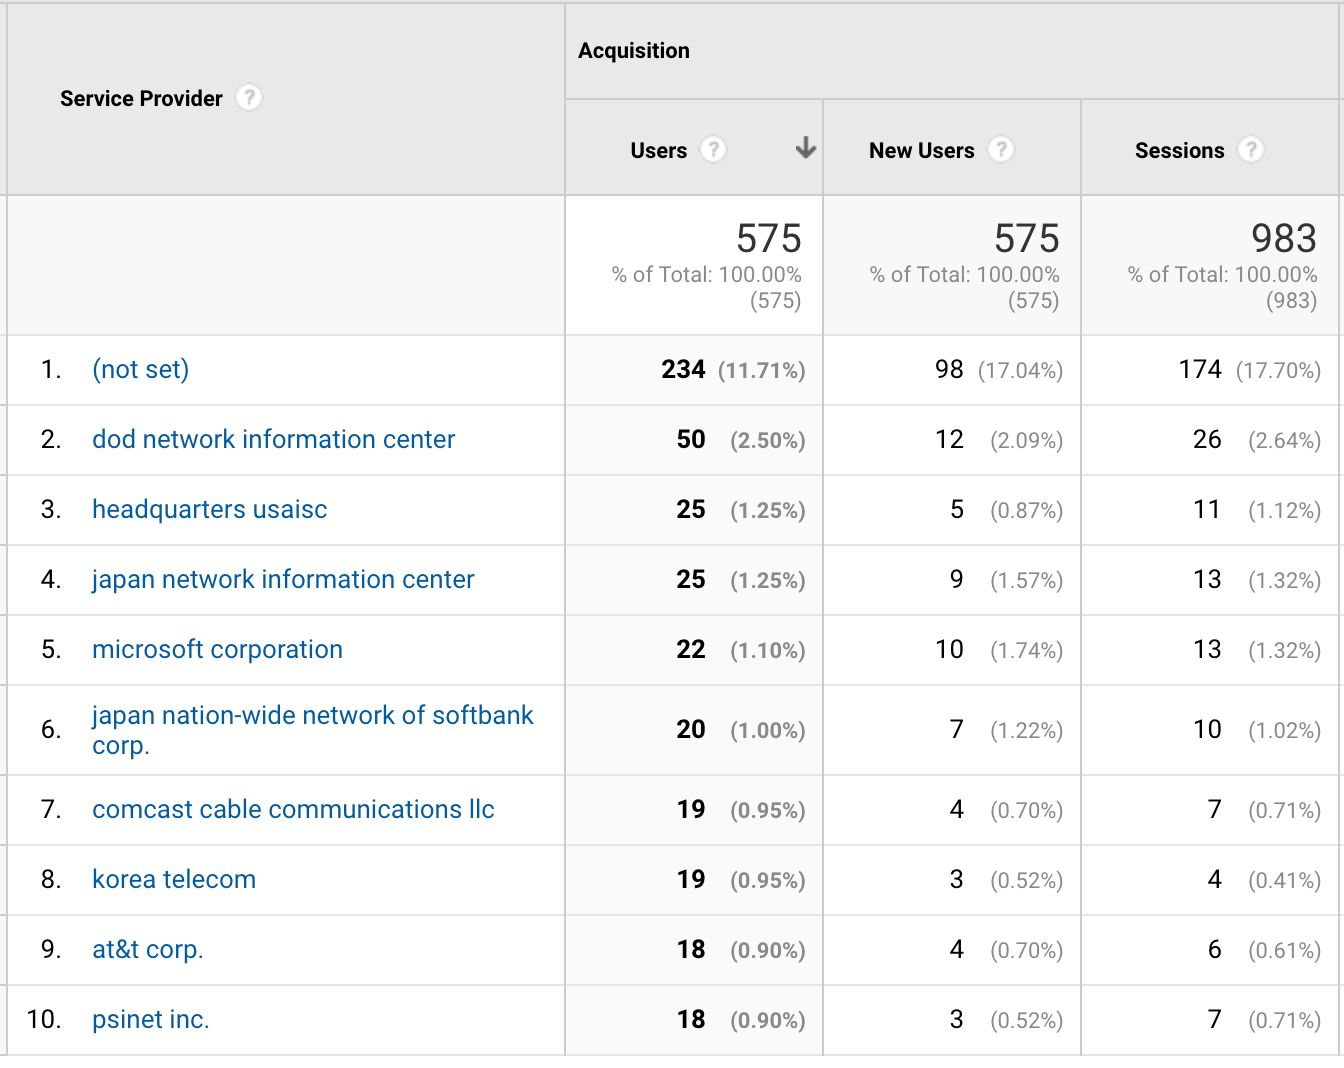 Acquisition
Service Provider ?
Users ? New Users ? Sessions ?
575 575 983
% of Total: 100.00% % of Total: 100.00% % of Total: 100.00%
(575) (575) (983)
1. (not set) 234 (11.71%) 98 (17.04%) 174 (17.70%)
2. dod network information center 50 (2.50%) 12 (2.09%) 26 (2.64%)
3. headquarters usaisc 25 (1.25%) 5 (0.87%) 11 (1.12%)
4. japan network information center 25 (1.25%) 9 (1.57%) 13 (1.32%)
5. microsoft corporation 22 (1.10%) 10 (1.74%) 13 (1.32%)
6. japan nation-wide network of softbank
corp. 20 (1.00%) 7 (1.22%) 10 (1.02%)
7. comcast cable communications llc 19 (0.95%) 4 (0.70%) 7 (0.71%)
8. korea telecom 19 (0.95%) 3 (0.52%) 4 (0.41%)
9. at&t corp. 18 (0.90%) 4 (0.70%) 6 (0.61%)
10. psinet inc. 18 (0.90%) 3 (0.52%) 7 (0.71%)